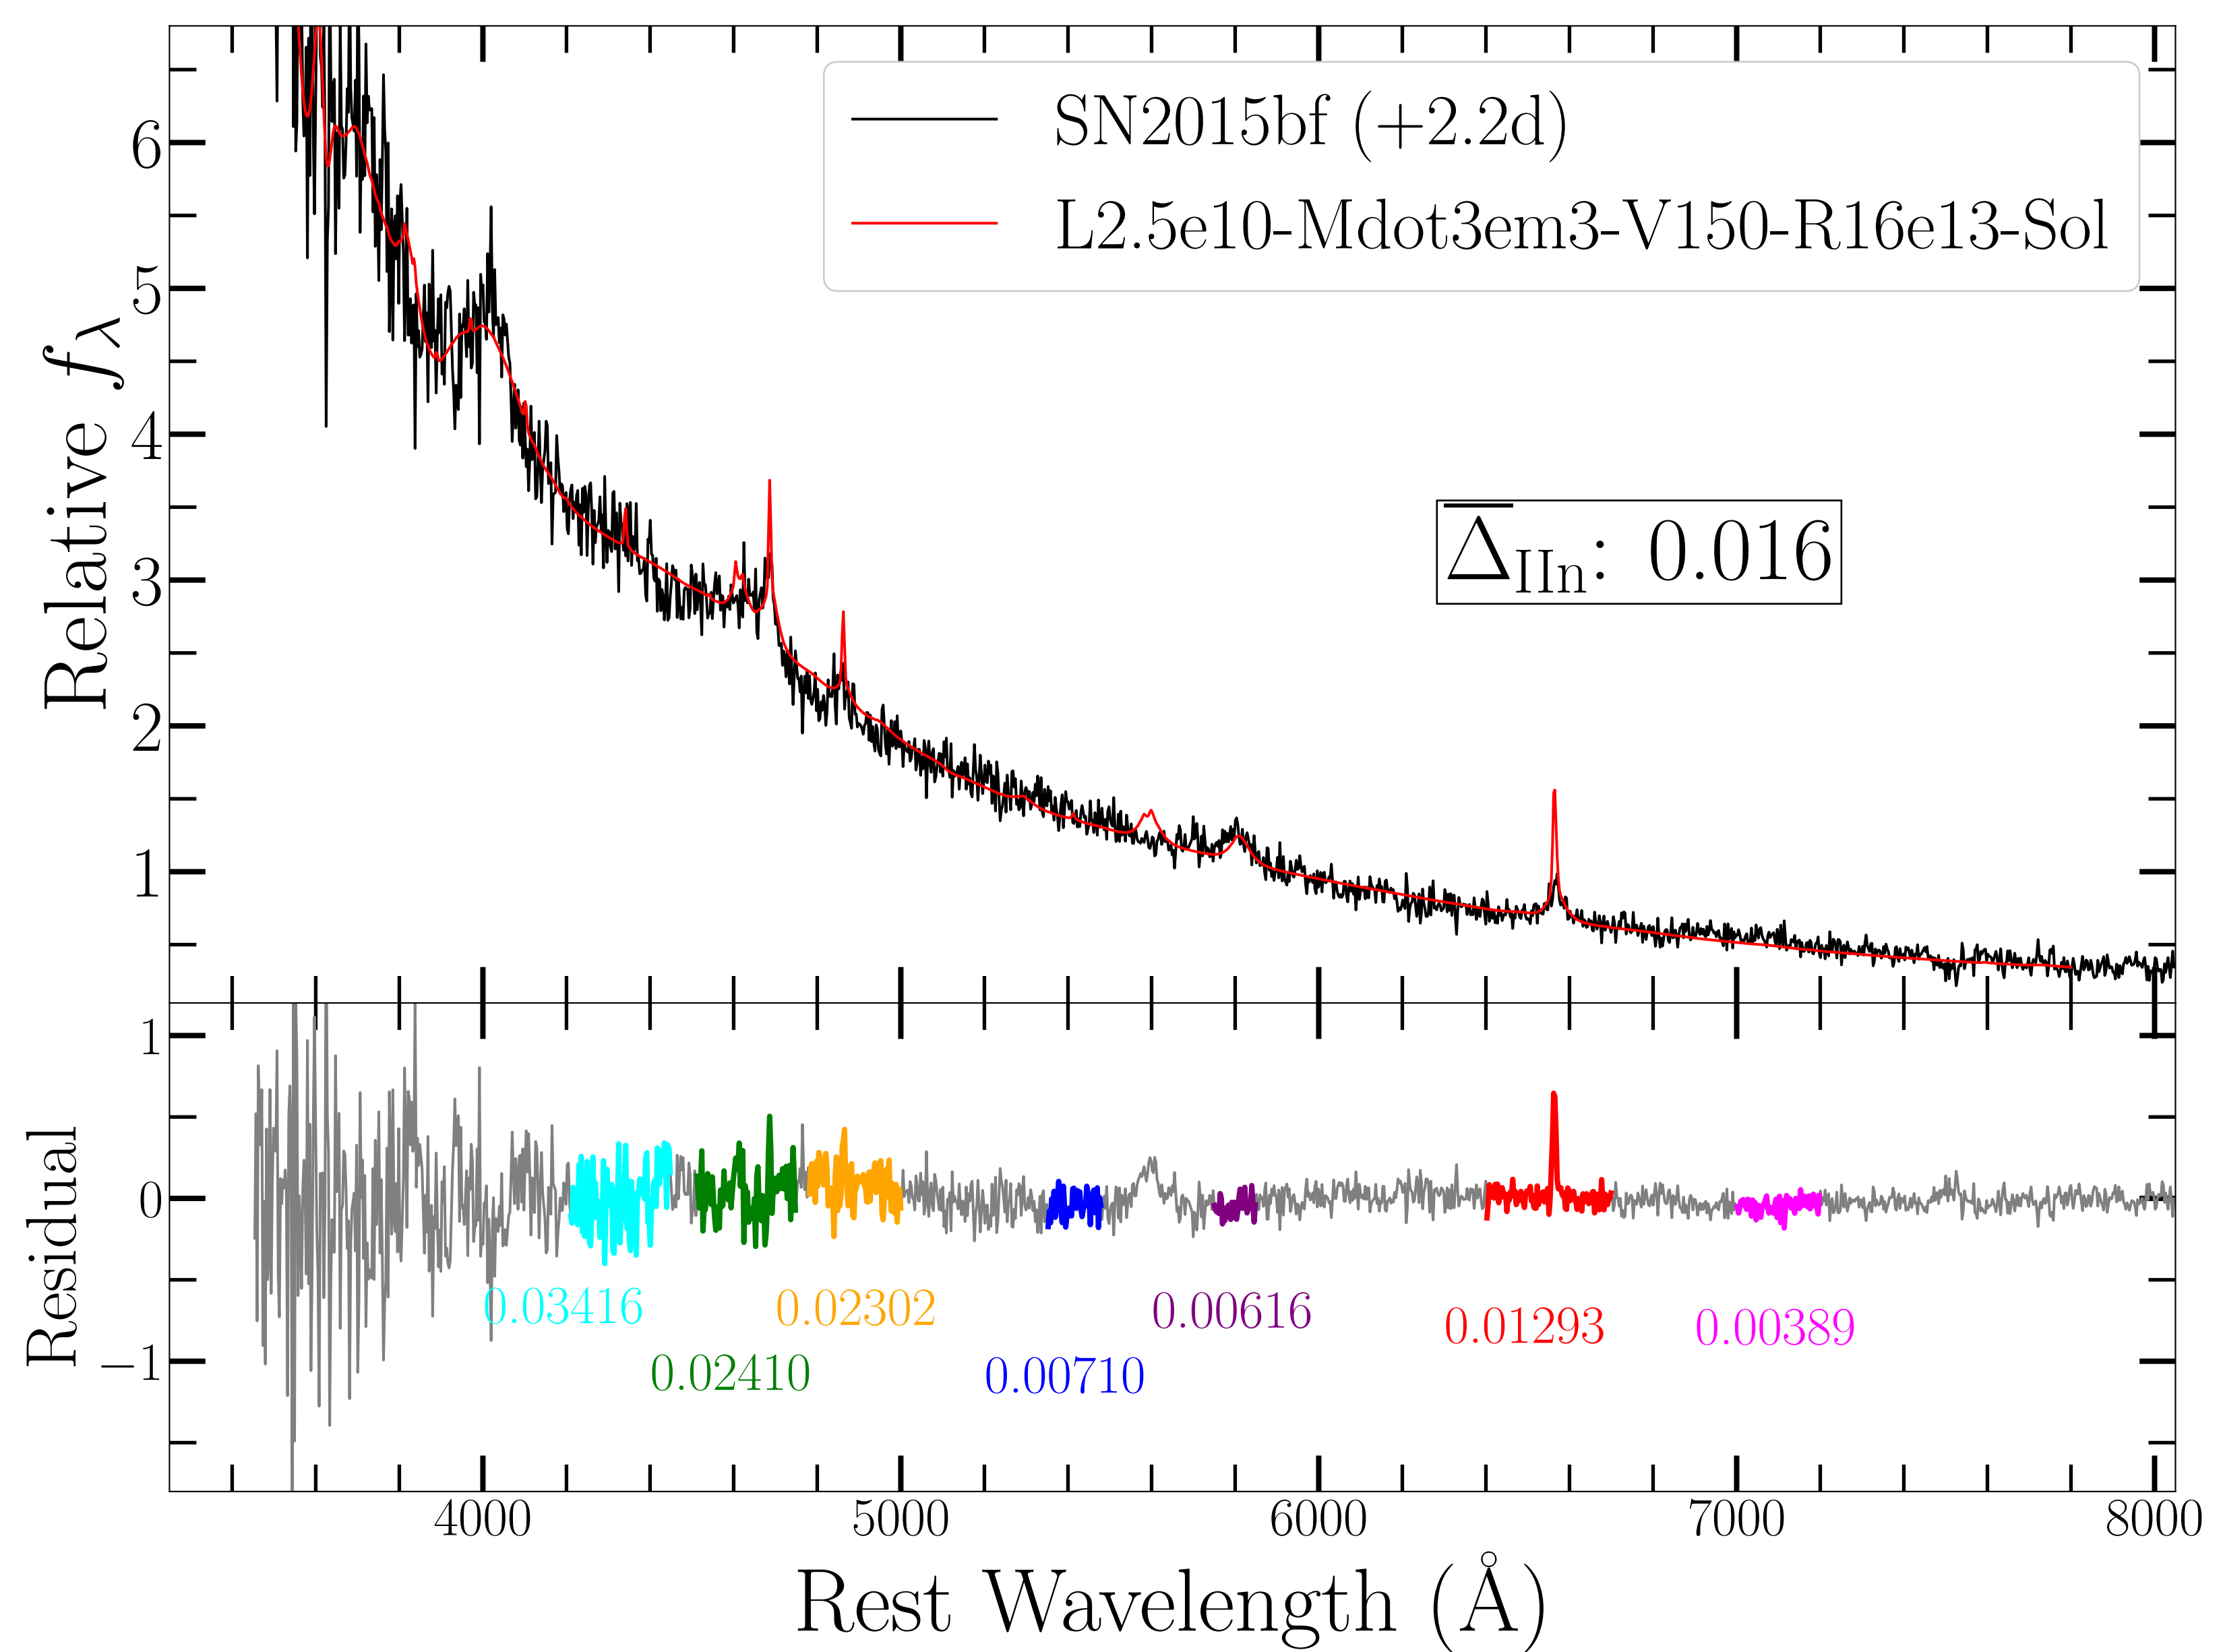 SN2015bf (+2.2d)
L2.5e10-Mdot3em3-V150-R16e13-Sol
Relative fλ
6
5
4
3
2
1
Δ̅IIn: 0.016
Residual
1
0
−1
0.03416
0.02410
0.02302
0.00710
0.00616
0.01293
0.00389
4000 5000 6000 7000 8000
Rest Wavelength (Å)